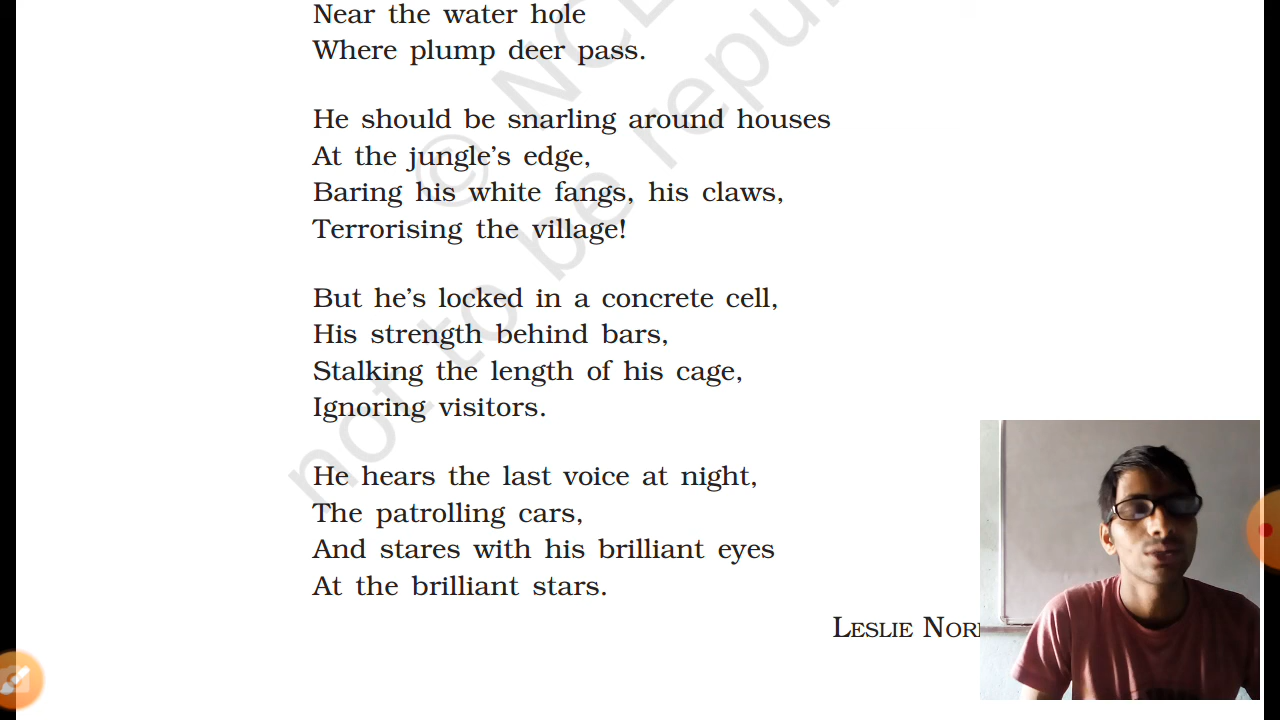 Near the water hole
Where plump deer pass.
He should be snarling around houses
At the jungle's edge,
Baring his white fangs, his claws,
Terrorising the village!
But he's locked in a concrete cell,
His strength behind bars,
Stalking the length of his cage,
Ignoring visitors.
He hears the last voice at night,
The patrolling cars,
And stares with his brilliant eyes
At the brilliant stars.
LESLIE
not to be
©